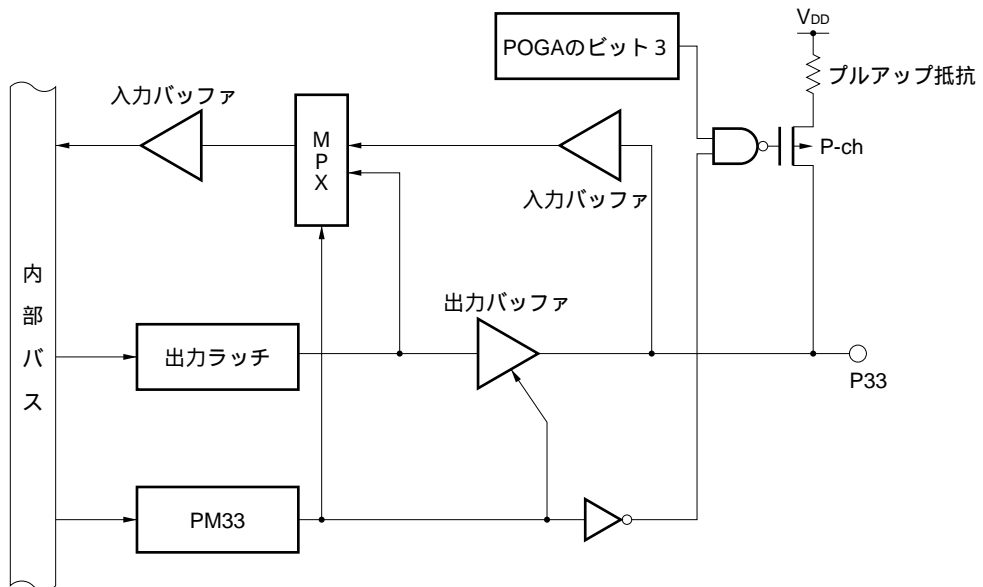 VDD
POGAのビット3
プルアップ抵抗
入力バッファ
MPX
P-ch
入力バッファ
内部バス
出力バッファ
出力ラッチ
P33
PM33